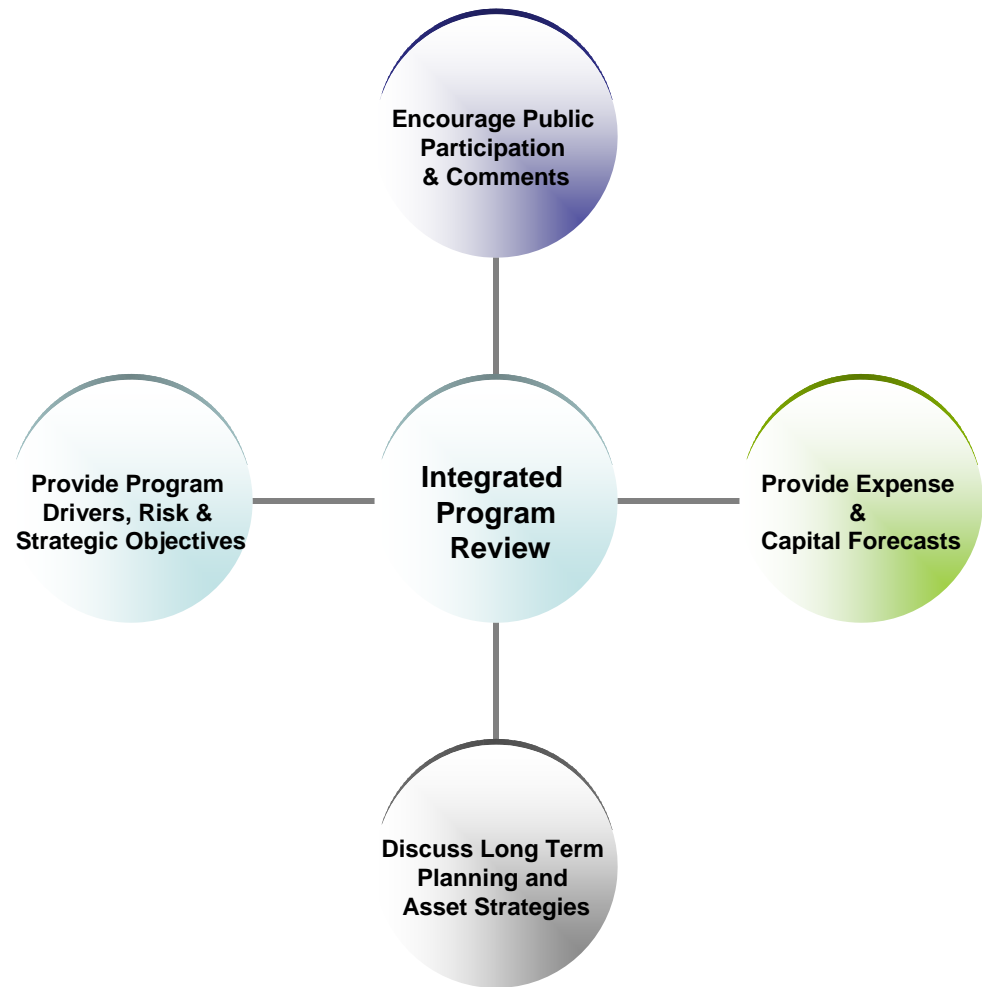 Encourage Public
Participation
& Comments
Provide Program
Drivers, Risk &
Strategic Objectives
Integrated
Program
Review
Provide Expense
&
Capital Forecasts
Discuss Long Term
Planning and
Asset Strategies